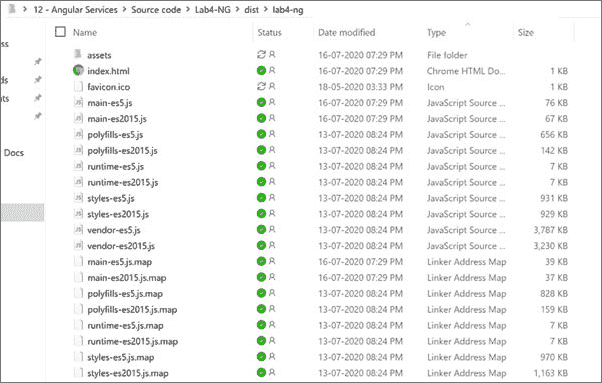 12 - Angular Services > Source code > Lab4-NG > dist > lab4-ng
Name Status Date modified Type Size
assets 16-07-2020 07:29 PM File folder
index.html 16-07-2020 07:29 PM Chrome HTML Do... 1 KB
favicon.ico 18-05-2020 03:33 PM Icon 1 KB
main-es5.js 16-07-2020 07:29 PM JavaScript Source ... 76 KB
main-es2015.js 16-07-2020 07:29 PM JavaScript Source ... 67 KB
polyfills-es5.js 13-07-2020 08:24 PM JavaScript Source ... 656 KB
polyfills-es2015.js 13-07-2020 08:24 PM JavaScript Source ... 142 KB
runtime-es5.js 13-07-2020 08:24 PM JavaScript Source ... 7 KB
runtime-es2015.js 13-07-2020 08:24 PM JavaScript Source ... 7 KB
styles-es5.js 13-07-2020 08:24 PM JavaScript Source ... 931 KB
styles-es2015.js 13-07-2020 08:24 PM JavaScript Source ... 929 KB
vendor-es5.js 13-07-2020 08:24 PM JavaScript Source ... 3,787 KB
Docs
vendor-es2015.js 13-07-2020 08:24 PM JavaScript Source ... 3,230 KB
main-es5.js.map 16-07-2020 07:29 PM Linker Address Map 39 KB
main-es2015.js.map 16-07-2020 07:29 PM Linker Address Map 37 KB
polyfills-es5.js.map 13-07-2020 08:24 PM Linker Address Map 828 KB
polyfills-es2015.js.map 13-07-2020 08:24 PM Linker Address Map 159 KB
runtime-es5.js.map 13-07-2020 08:24 PM Linker Address Map 7 KB
runtime-es2015.js.map 13-07-2020 08:24 PM Linker Address Map 7 KB
styles-es5.js.map 13-07-2020 08:24 PM Linker Address Map 970 KB
styles-es2015.js.map 13-07-2020 08:24 PM Linker Address Map 1,163 KB